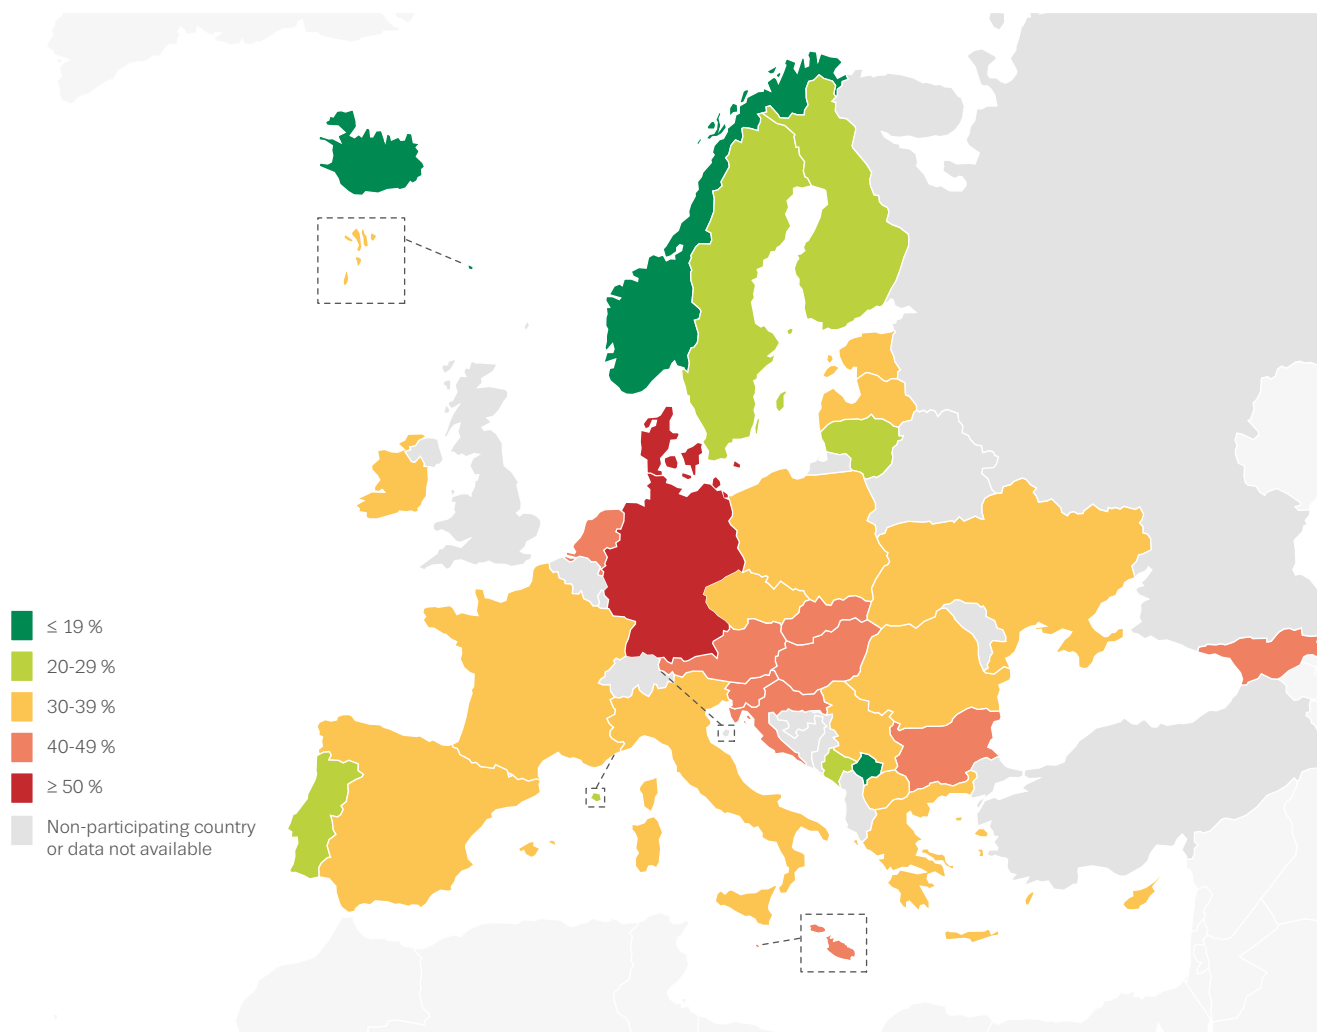 ≤ 19 %
20-29 %
30-39 %
40-49 %
≥ 50 %
Non-participating country
or data not available